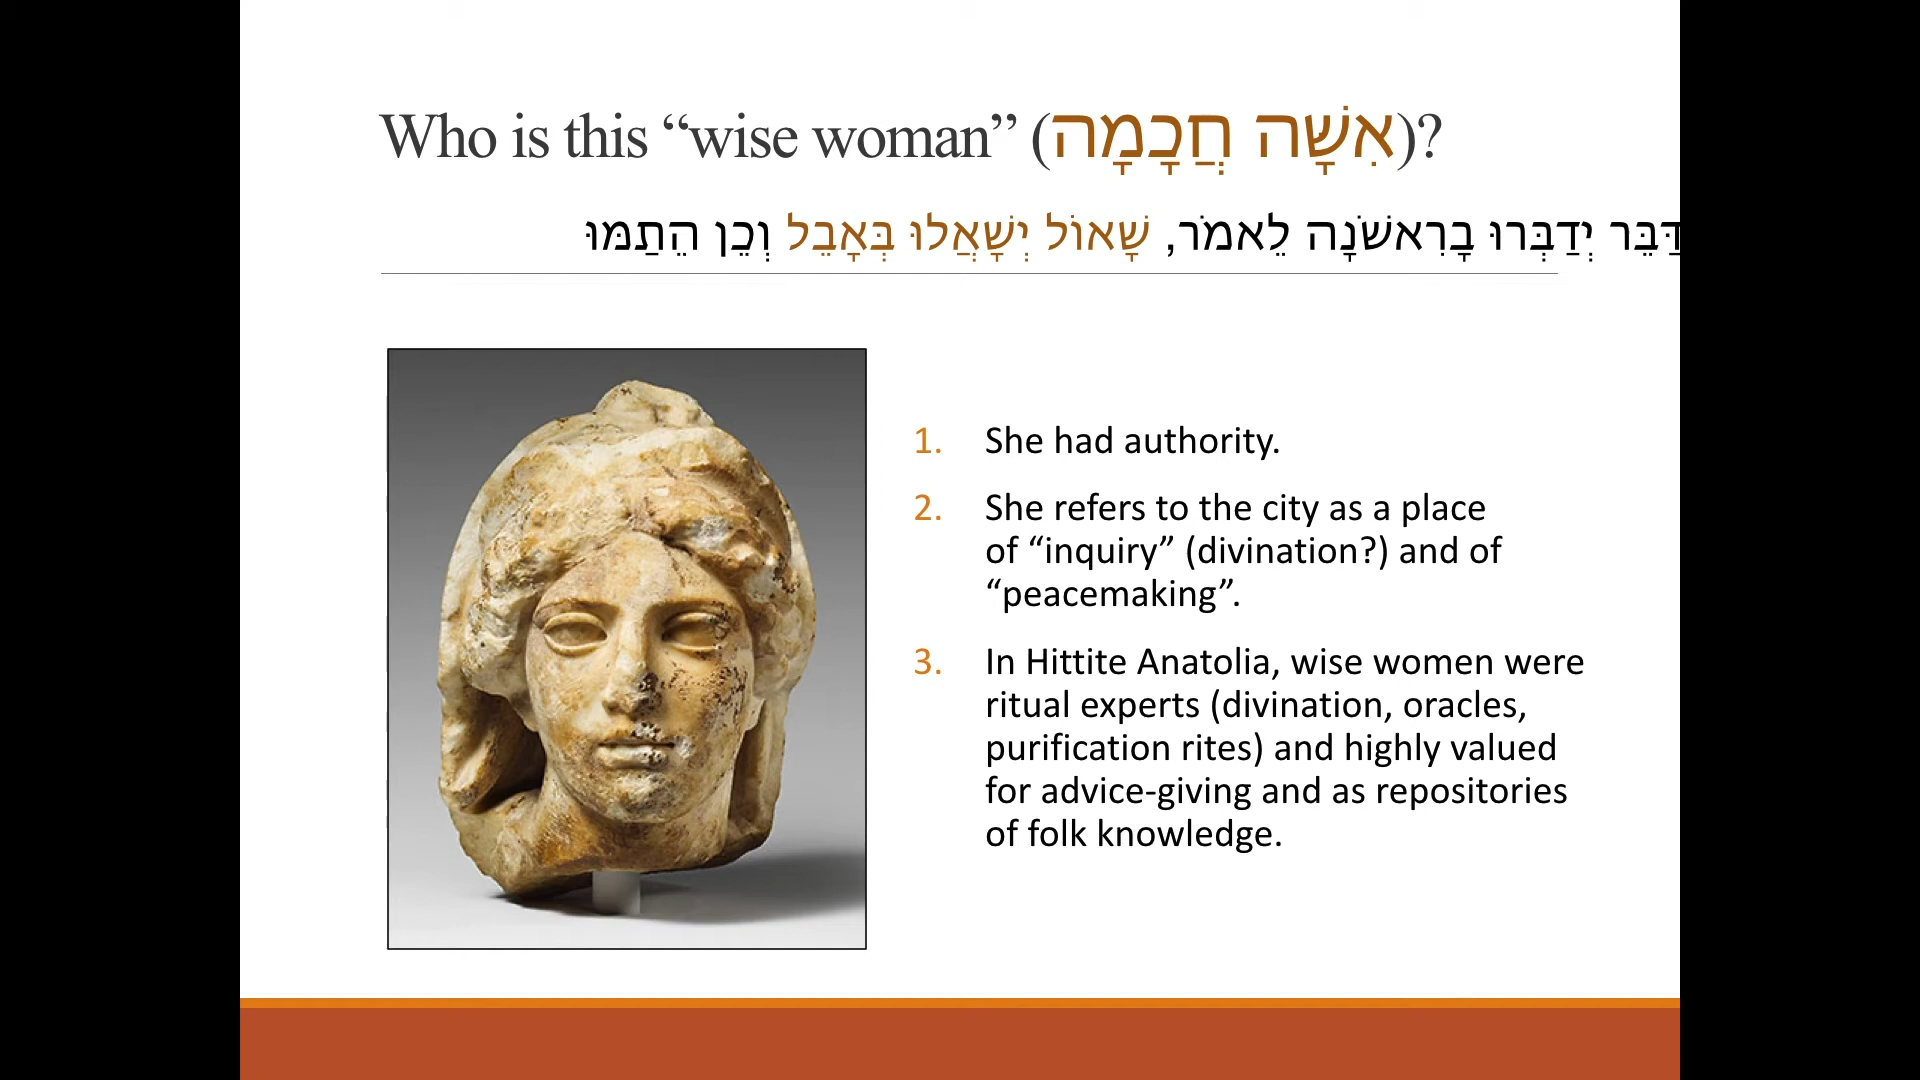 Who is this “wise woman” (אִשָּׁה חֲכָמָה)?
דַּבֵּר יְדַבְּרוּ בָרִאשֹׁנָה לֵאמֹר, שָׁאוֹל יְשָׁאֲלוּ בְּאָבֵל וְכֵן הֵתַמּוּ
1. She had authority.
2. She refers to the city as a place
of “inquiry” (divination?) and of
“peacemaking”.
3. In Hittite Anatolia, wise women were
ritual experts (divination, oracles,
purification rites) and highly valued
for advice-giving and as repositories
of folk knowledge.